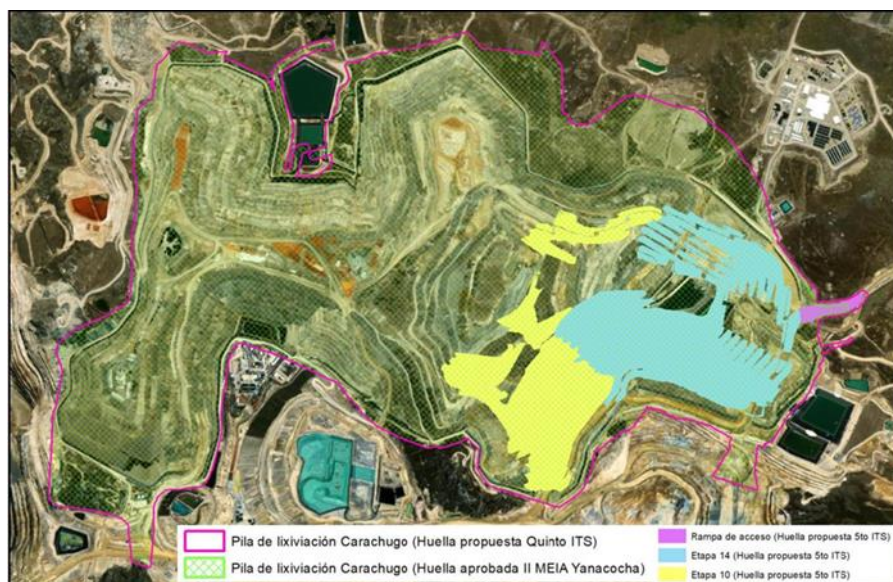 Pila de lixiviación Carachugo (Huella propuesta Quinto ITS)
Pila de lixiviación Carachugo (Huella aprobada II MEIA Yanacocha)
Rampa de acceso (Huella propuesta 5to ITS)
Etapa 14 (Huella propuesta 5to ITS)
Etapa 10 (Huella propuesta 5to ITS)